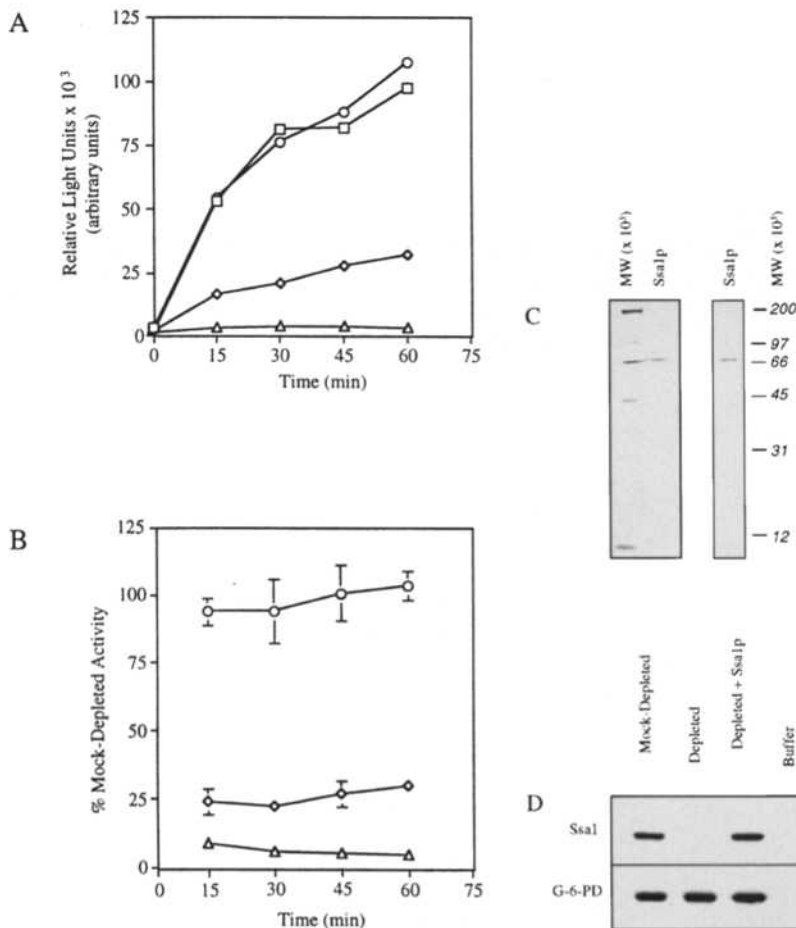 A
125
100
75
50
25
0
Relative Light Units x 10³
(arbitrary units)
0 15 30 45 60 75
Time (min)
B
125
100
75
50
25
0
% Mock-Depleted Activity
0 15 30 45 60 75
Time (min)
C
MW (x 10³)
Ssa1p
Ssa1p
MW (x 10³)
200
97
66
45
31
12
D
Mock-Depleted
Depleted
Depleted + Ssa1p
Buffer
Ssa1
G-6-PD